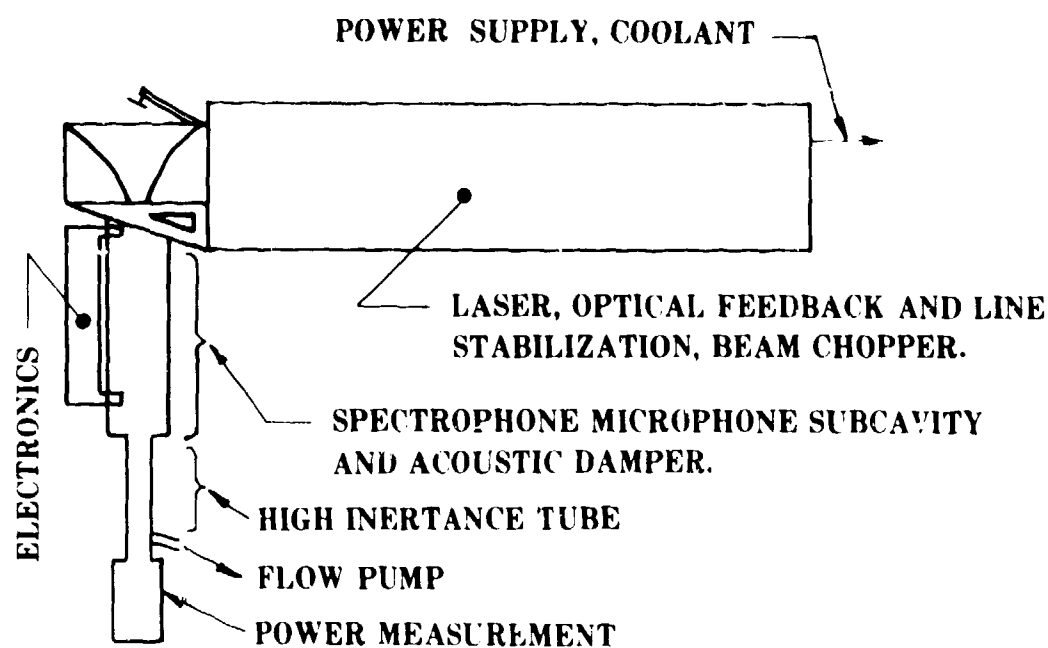 POWER SUPPLY, COOLANT
LASER, OPTICAL FEEDBACK AND LINE
STABILIZATION, BEAM CHOPPER.
SPECTROPHONE MICROPHONE SUBCAVITY
AND ACOUSTIC DAMPER.
HIGH INERTANCE TUBE
FLOW PUMP
POWER MEASUREMENT
ELECTRONICS